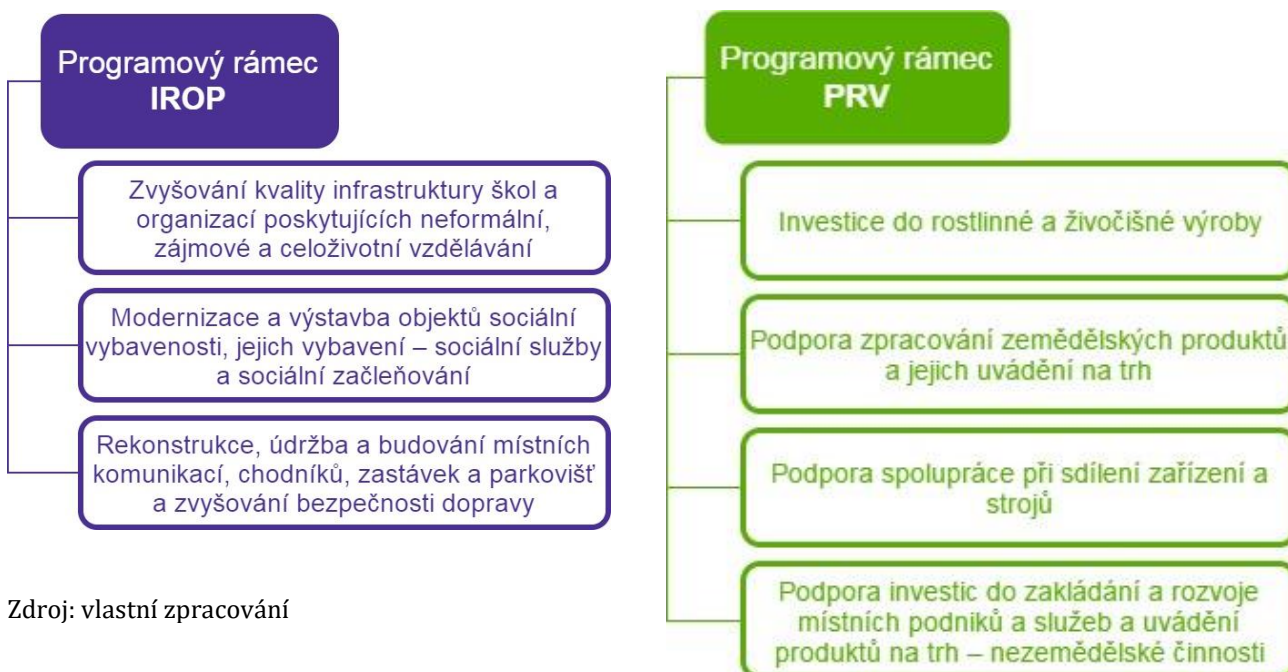 Programový rámec
IROP
Zvyšování kvality infrastruktury škol a
organizací poskytujících neformální,
zájmové a celoživotní vzdělávání
Modernizace a výstavba objektů sociální
vybavenosti, jejich vybavení – sociální služby
a sociální začleňování
Rekonstrukce, údržba a budování místních
komunikací, chodníků, zastávek a parkovišť
a zvyšování bezpečnosti dopravy
Zdroj: vlastní zpracování
Programový rámec
PRV
Investice do rostlinné a živočišné výroby
Podpora zpracování zemědělských produktů
a jejich uvádění na trh
Podpora spolupráce při sdílení zařízení a
strojů
Podpora investic do zakládání a rozvoje
místních podniků a služeb a uvádění
produktů na trh – nezemědělské činnosti